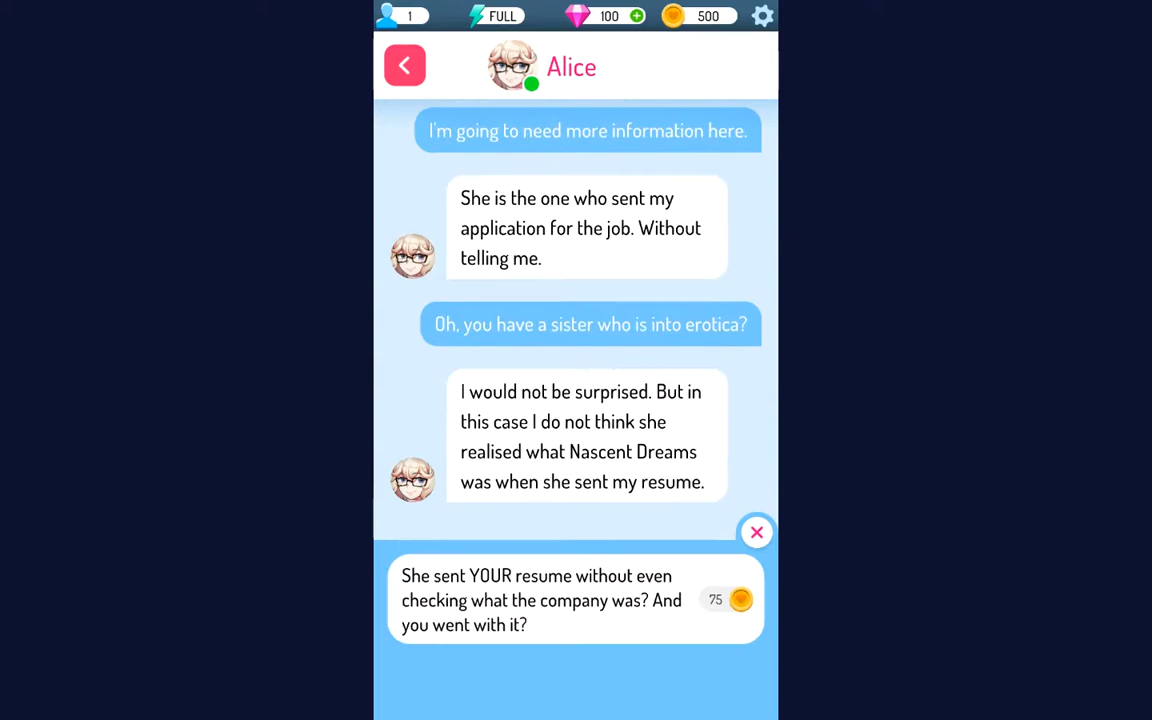 1
FULL
100
500
Alice
I'm going to need more information here.
She is the one who sent my
application for the job. Without
telling me.
Oh, you have a sister who is into erotica?
I would not be surprised. But in
this case I do not think she
realised what Nascent Dreams
was when she sent my resume.
She sent YOUR resume without even
checking what the company was? And
you went with it?
75